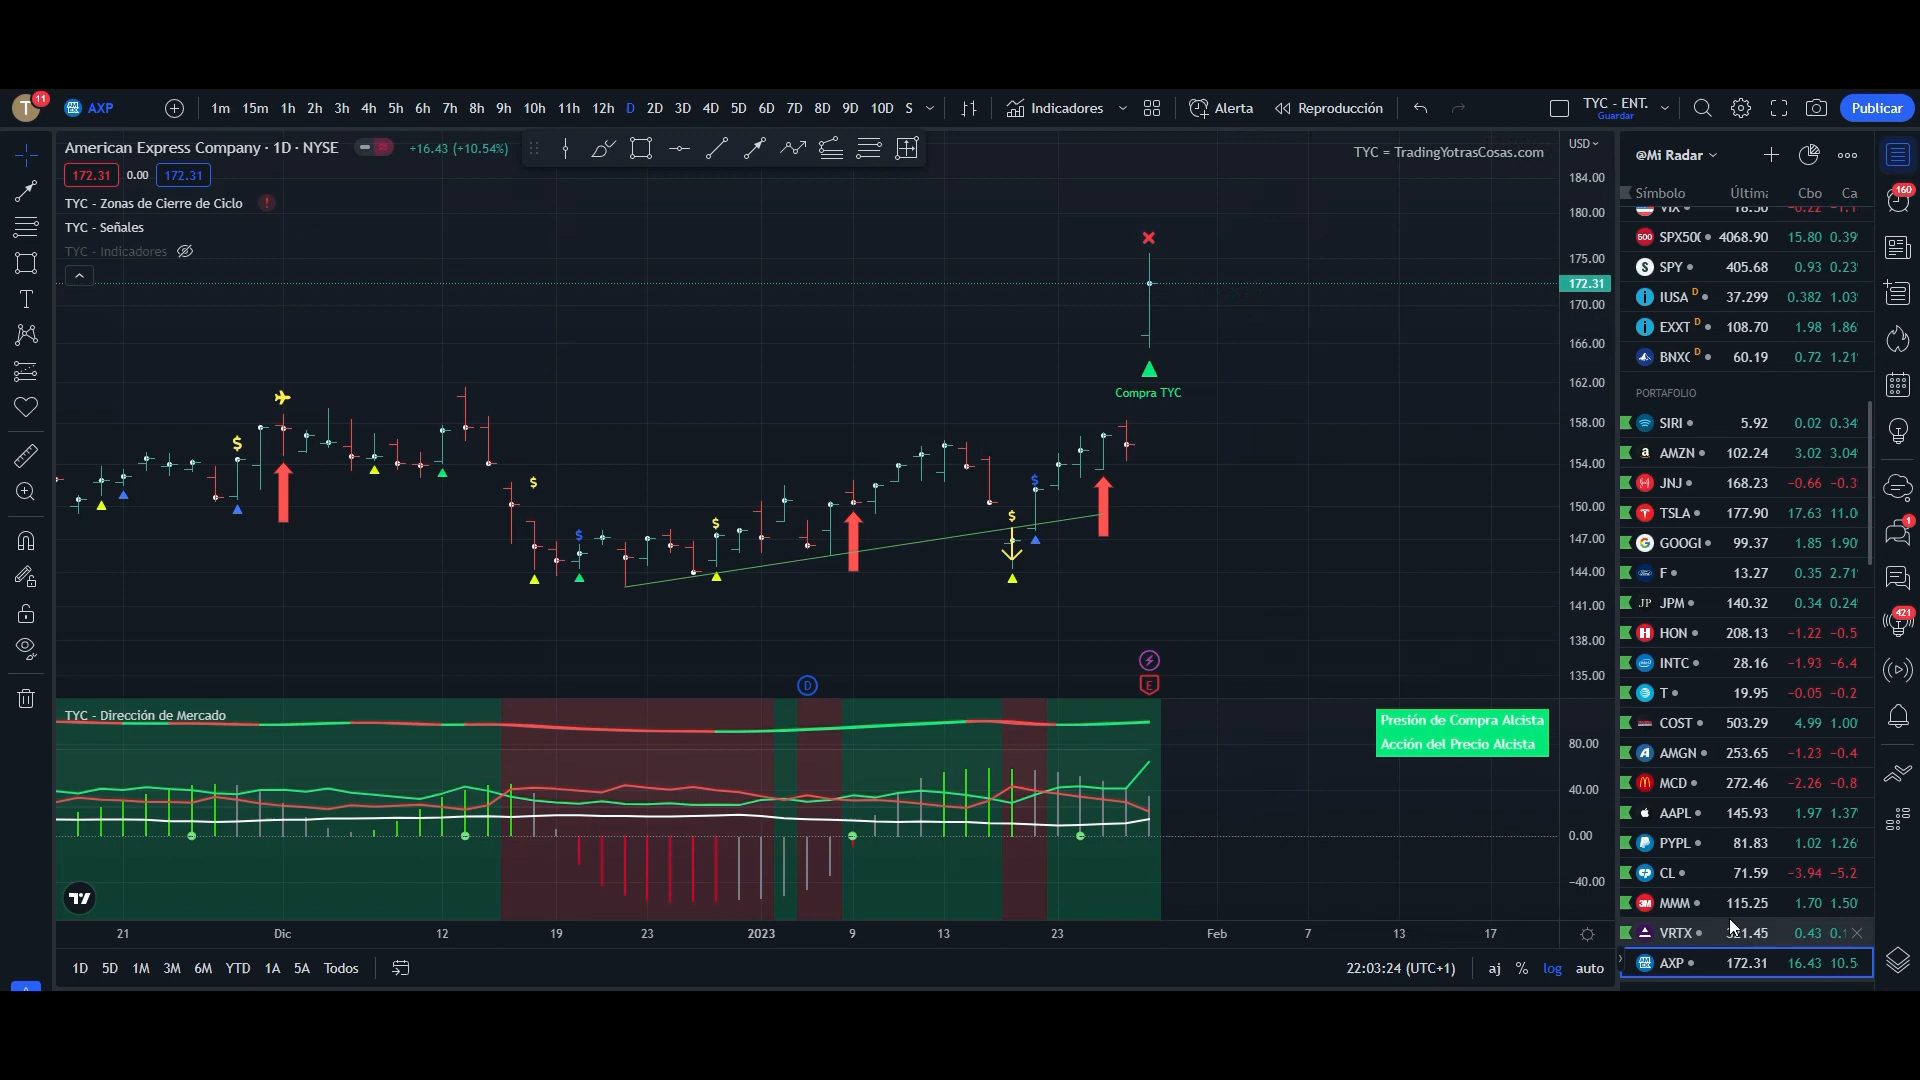 T 11 AXP 1m 15m 1h 2h 3h 4h 5h 6h 7h 8h 9h 10h 11h 12h D 2D 3D 4D 5D 6D 7D 8D 9D 10D S Indicadores Alerta Reproducción TYC - ENT. Publicar
Guardar
American Express Company · 1D · NYSE +16.43 (+10.54%)
172.31 0.00 172.31
TYC - Zonas de Cierre de Ciclo !
TYC - Señales
TYC - Indicadores
TYC = TradingYotrasCosas.com
USD
184.00
180.00
175.00
172.31
170.00
166.00
162.00
158.00
154.00
150.00
147.00
144.00
141.00
138.00
135.00
Compra TYC
$
$
$
$
$
$
D
E
TYC - Dirección de Mercado
Presión de Compra Alcista
Acción del Precio Alcista
80.00
40.00
0.00
−40.00
21 Dic 12 19 23 2023 9 13 23 Feb 7 13 17
1D 5D 1M 3M 6M YTD 1A 5A Todos 22:03:24 (UTC+1) aj % log auto
@Mi Radar
Símbolo Última Cbo Ca
500 SPX500 4068.90 15.80 0.39
S SPY 405.68 0.93 0.23
i IUSA D 37.299 0.382 1.03
i EXXT D 108.70 1.98 1.86
BNXC D 60.19 0.72 1.21
PORTAFOLIO
SIRI 5.92 0.02 0.34
a AMZN 102.24 3.02 3.04
JNJ 168.23 −0.66 −0.3
TSLA 177.90 17.63 11.0
G GOOGL 99.37 1.85 1.90
F 13.27 0.35 2.71
JP JPM 140.32 0.34 0.24
H HON 208.13 −1.22 −0.5
INTC 28.16 −1.93 −6.4
T 19.95 −0.05 −0.2
COST 503.29 4.99 1.00
A AMGN 253.65 −1.23 −0.4
MCD 272.46 −2.26 −0.8
AAPL 145.93 1.97 1.37
PYPL 81.83 1.02 1.26
CL 71.59 −3.94 −5.2
3M MMM 115.25 1.70 1.50
VRTX 0.43
AXP 172.31 16.43 10.5
160
1
421